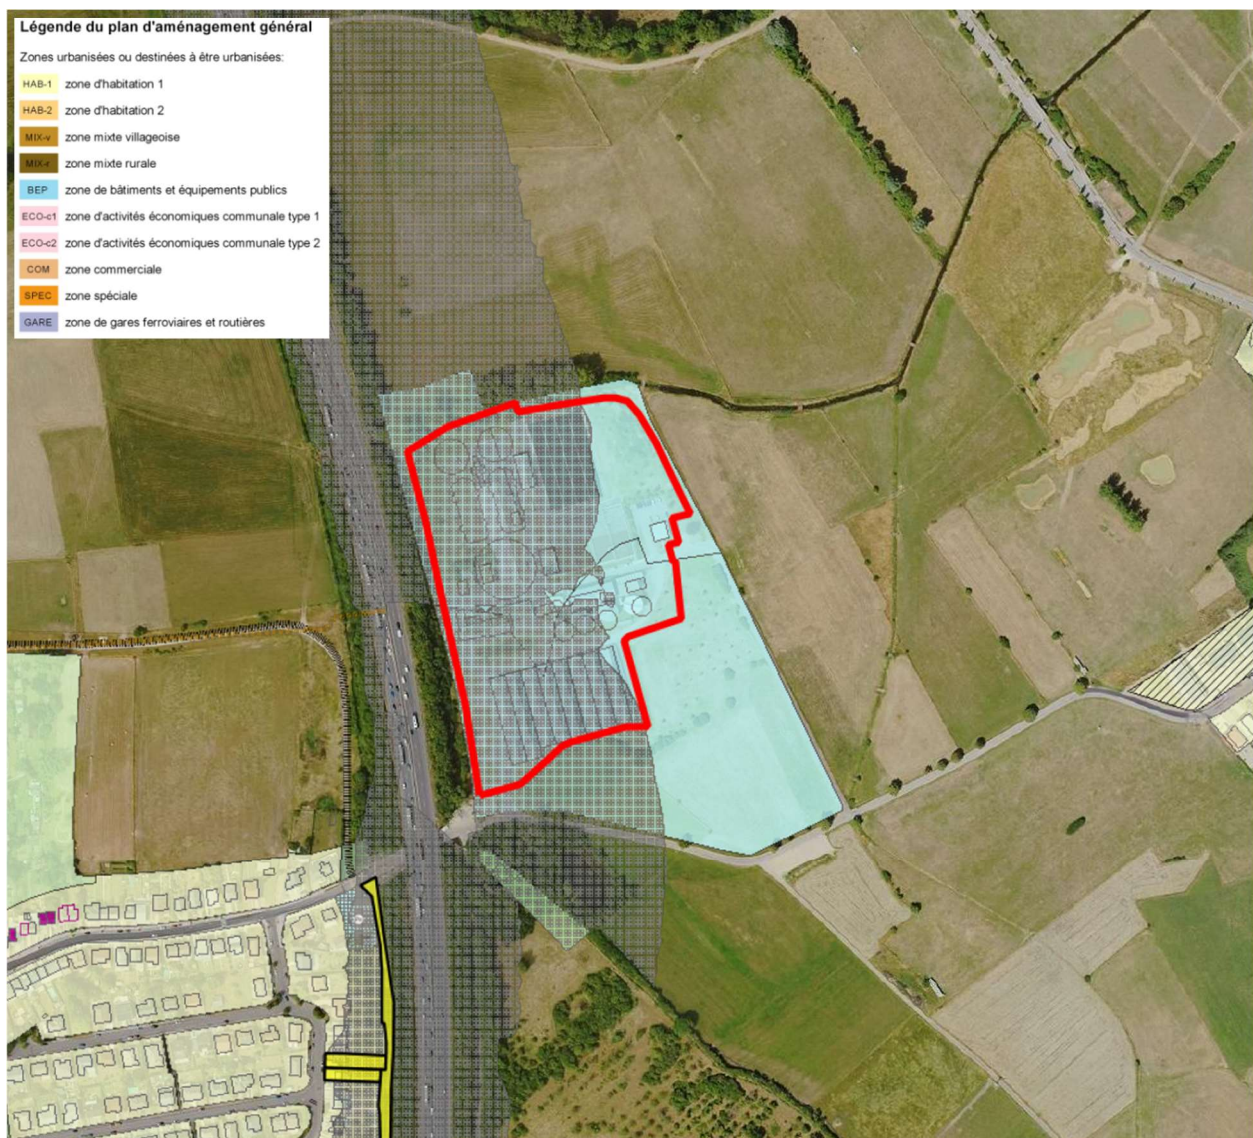 Légende du plan d'aménagement général
Zones urbanisées ou destinées à être urbanisées:
HAB-1 zone d'habitation 1
HAB-2 zone d'habitation 2
MIX-v zone mixte villageoise
MIX-r zone mixte rurale
BEP zone de bâtiments et équipements publics
ECO-c1 zone d'activités économiques communale type 1
ECO-c2 zone d'activités économiques communale type 2
COM zone commerciale
SPEC zone spéciale
GARE zone de gares ferroviaires et routières